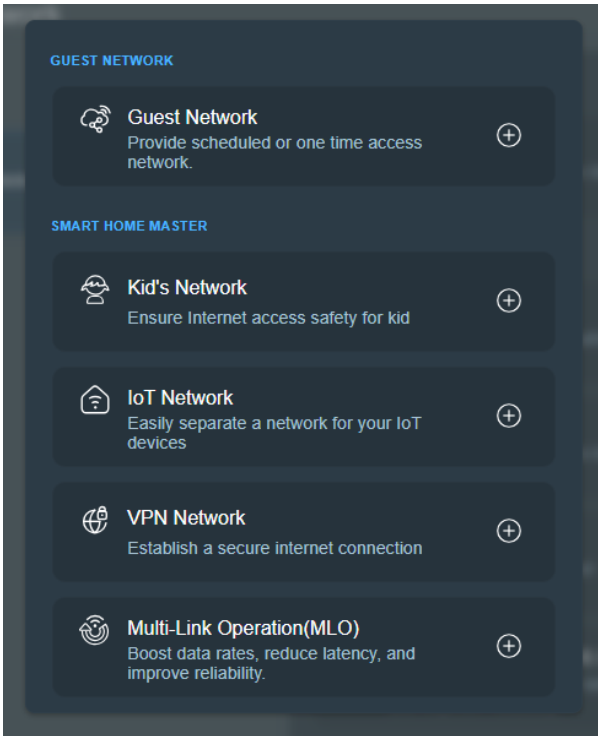 GUEST NETWORK
Guest Network
Provide scheduled or one time access
network.
SMART HOME MASTER
Kid's Network
Ensure Internet access safety for kid
IoT Network
Easily separate a network for your IoT
devices
VPN Network
Establish a secure internet connection
Multi-Link Operation(MLO)
Boost data rates, reduce latency, and
improve reliability.